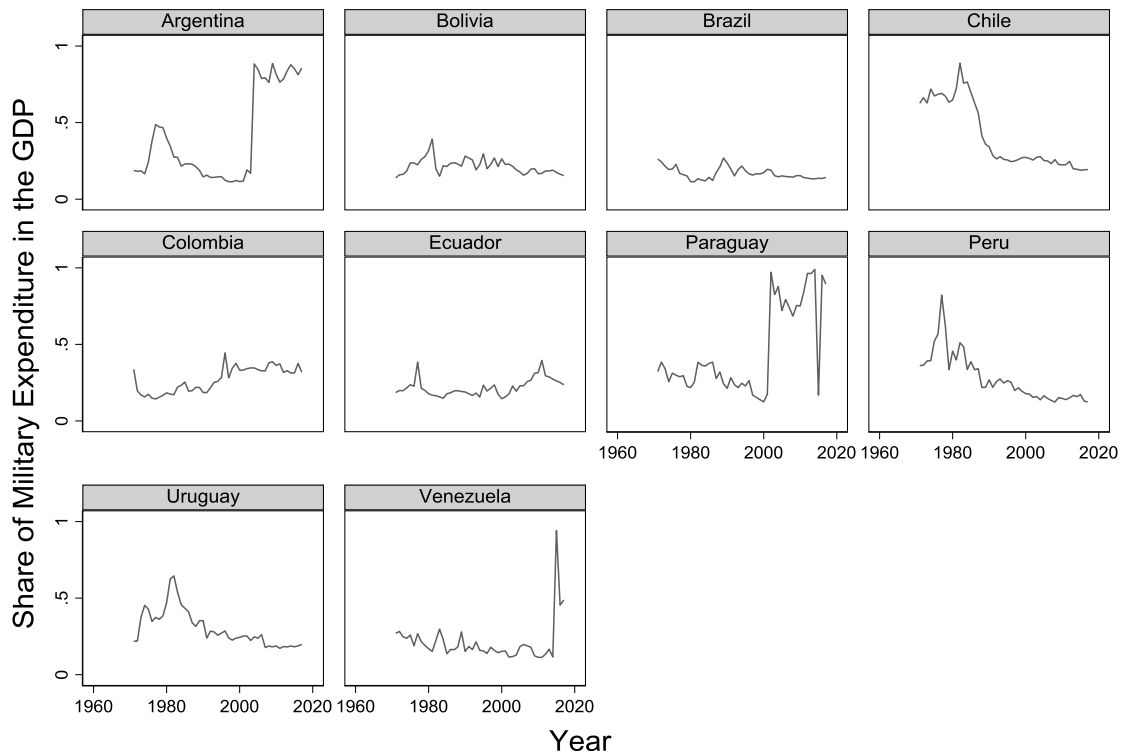 Argentina
Bolivia
Brazil
Chile
1
.5
0
Colombia
Ecuador
Paraguay
Peru
1
.5
0
1960 1980 2000 2020
1960 1980 2000 2020
Uruguay
Venezuela
1
.5
0
1960 1980 2000 2020
1960 1980 2000 2020
Share of Military Expenditure in the GDP
Year